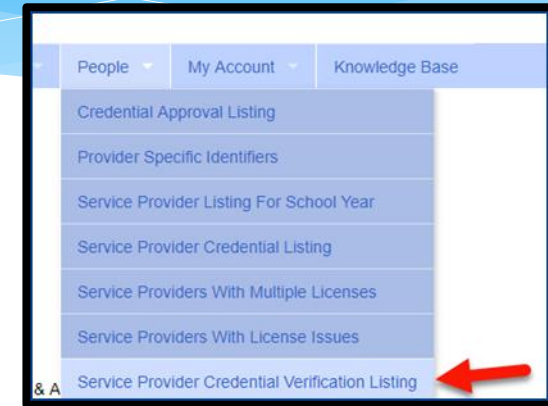 People My Account Knowledge Base
Credential Approval Listing
Provider Specific Identifiers
Service Provider Listing For School Year
Service Provider Credential Listing
Service Providers With Multiple Licenses
Service Providers With License Issues
& A Service Provider Credential Verification Listing